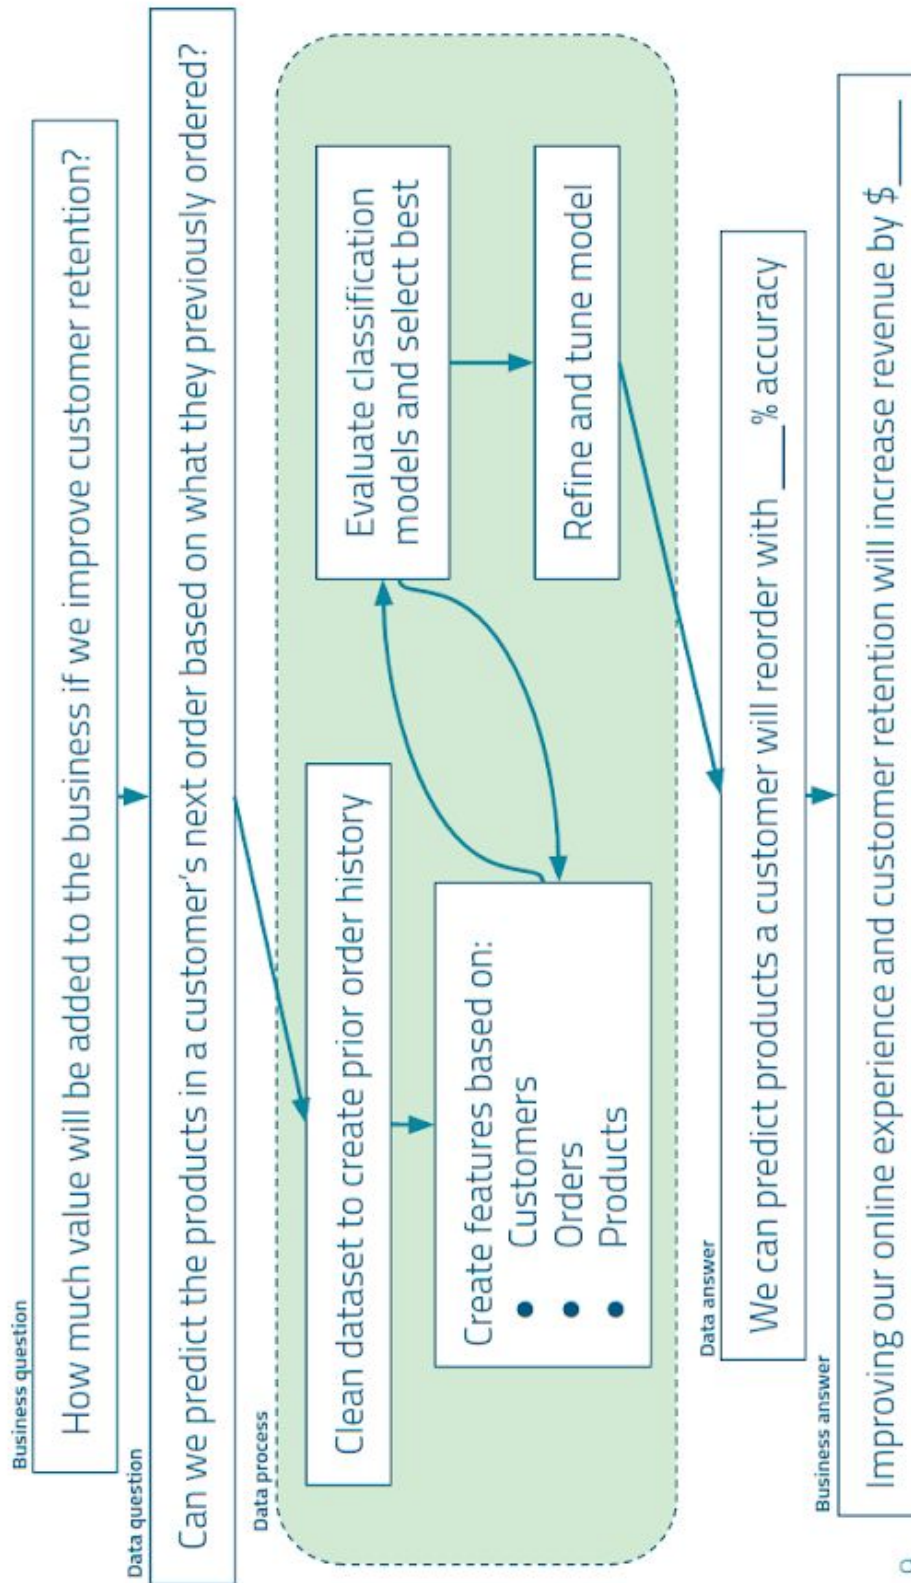 Business question
How much value will be added to the business if we improve customer retention?
Data question
Can we predict the products in a customer’s next order based on what they previously ordered?
Data process
Clean dataset to create prior order history
Create features based on:
● Customers
● Orders
● Products
Evaluate classification
models and select best
Refine and tune model
Data answer
We can predict products a customer will reorder with ___% accuracy
Business answer
Improving our online experience and customer retention will increase revenue by $____